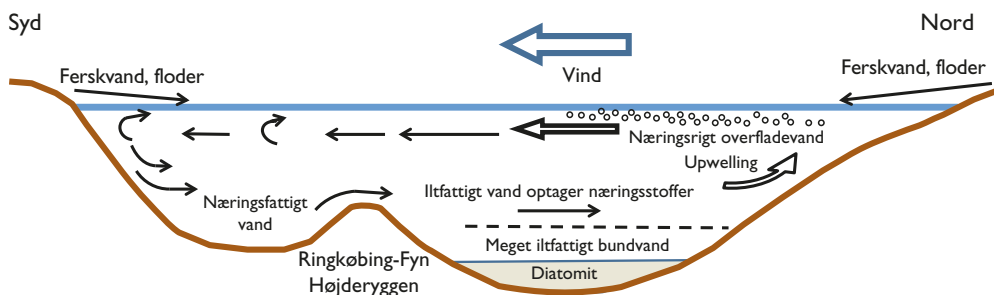 Syd
Nord
Vind
Ferskvand, floder
Ferskvand, floder
Næringsrigt overfladevand
Upwelling
Næringsfattigt
vand
Iltfattigt vand optager næringsstoffer
Meget iltfattigt bundvand
Ringkøbing-Fyn
Højderyggen
Diatomit